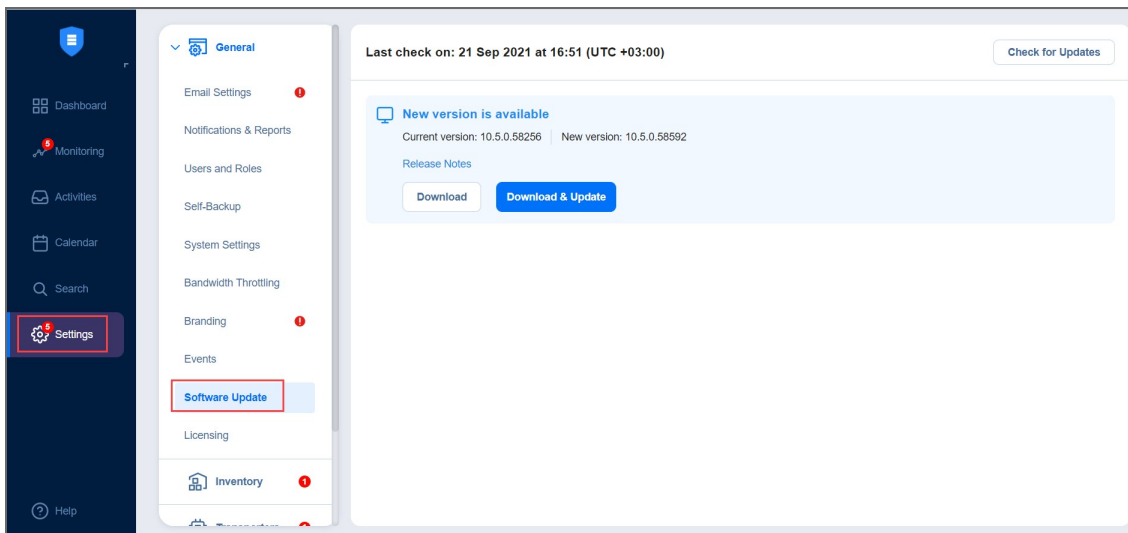 Dashboard
5
Monitoring
Activities
Calendar
Search
5
Settings
Help
General
Email Settings !
Notifications & Reports
Users and Roles
Self-Backup
System Settings
Bandwidth Throttling
Branding !
Events
Software Update
Licensing
Inventory 1
Last check on: 21 Sep 2021 at 16:51 (UTC +03:00)
Check for Updates
New version is available
Current version: 10.5.0.58256 New version: 10.5.0.58592
Release Notes
Download Download & Update